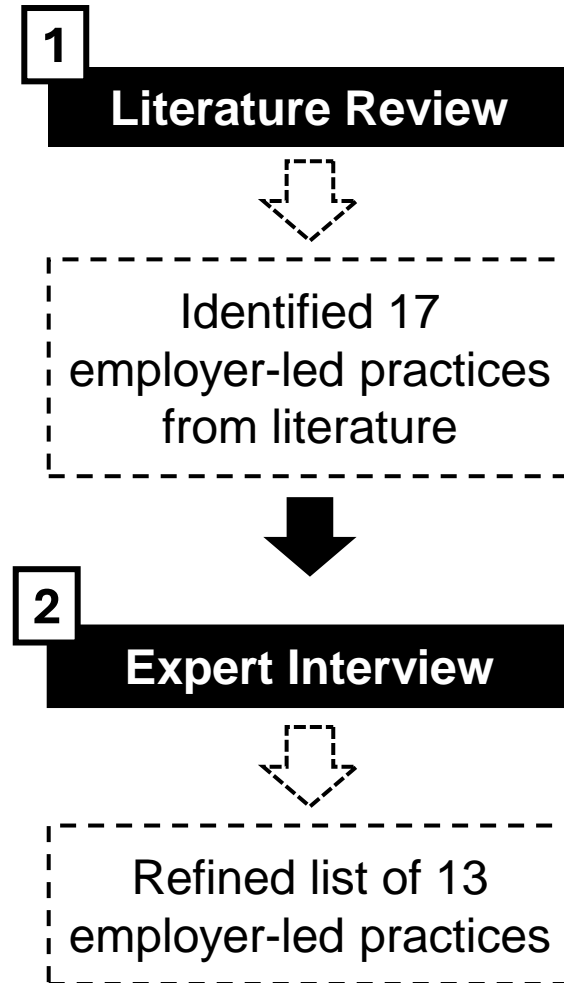 1
Literature Review
Identified 17
employer-led practices
from literature
2
Expert Interview
Refined list of 13
employer-led practices